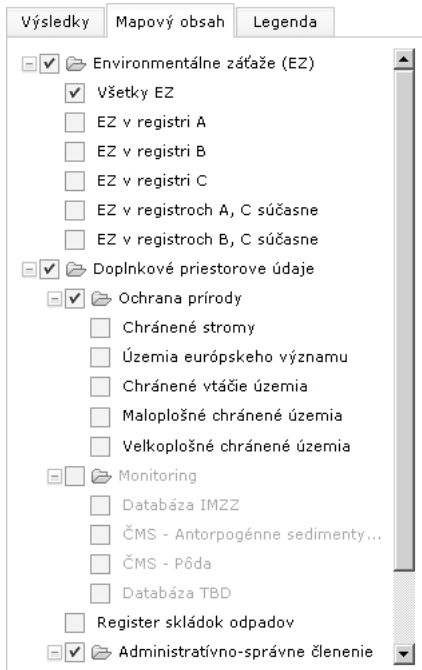 Výsledky Mapový obsah Legenda
Environmentálne záťaže (EZ)
Všetky EZ
EZ v registri A
EZ v registri B
EZ v registri C
EZ v registroch A, C súčasne
EZ v registroch B, C súčasne
Doplnkové priestorove údaje
Ochrana prírody
Chránené stromy
Územia európskeho významu
Chránené vtáčie územia
Maloplošné chránené územia
Veľkoplošné chránené územia
Monitoring
Databáza IMZZ
ČMS - Antorpogénne sedimenty...
ČMS - Pôda
Databáza TBD
Register skládok odpadov
Administratívno-správne členenie